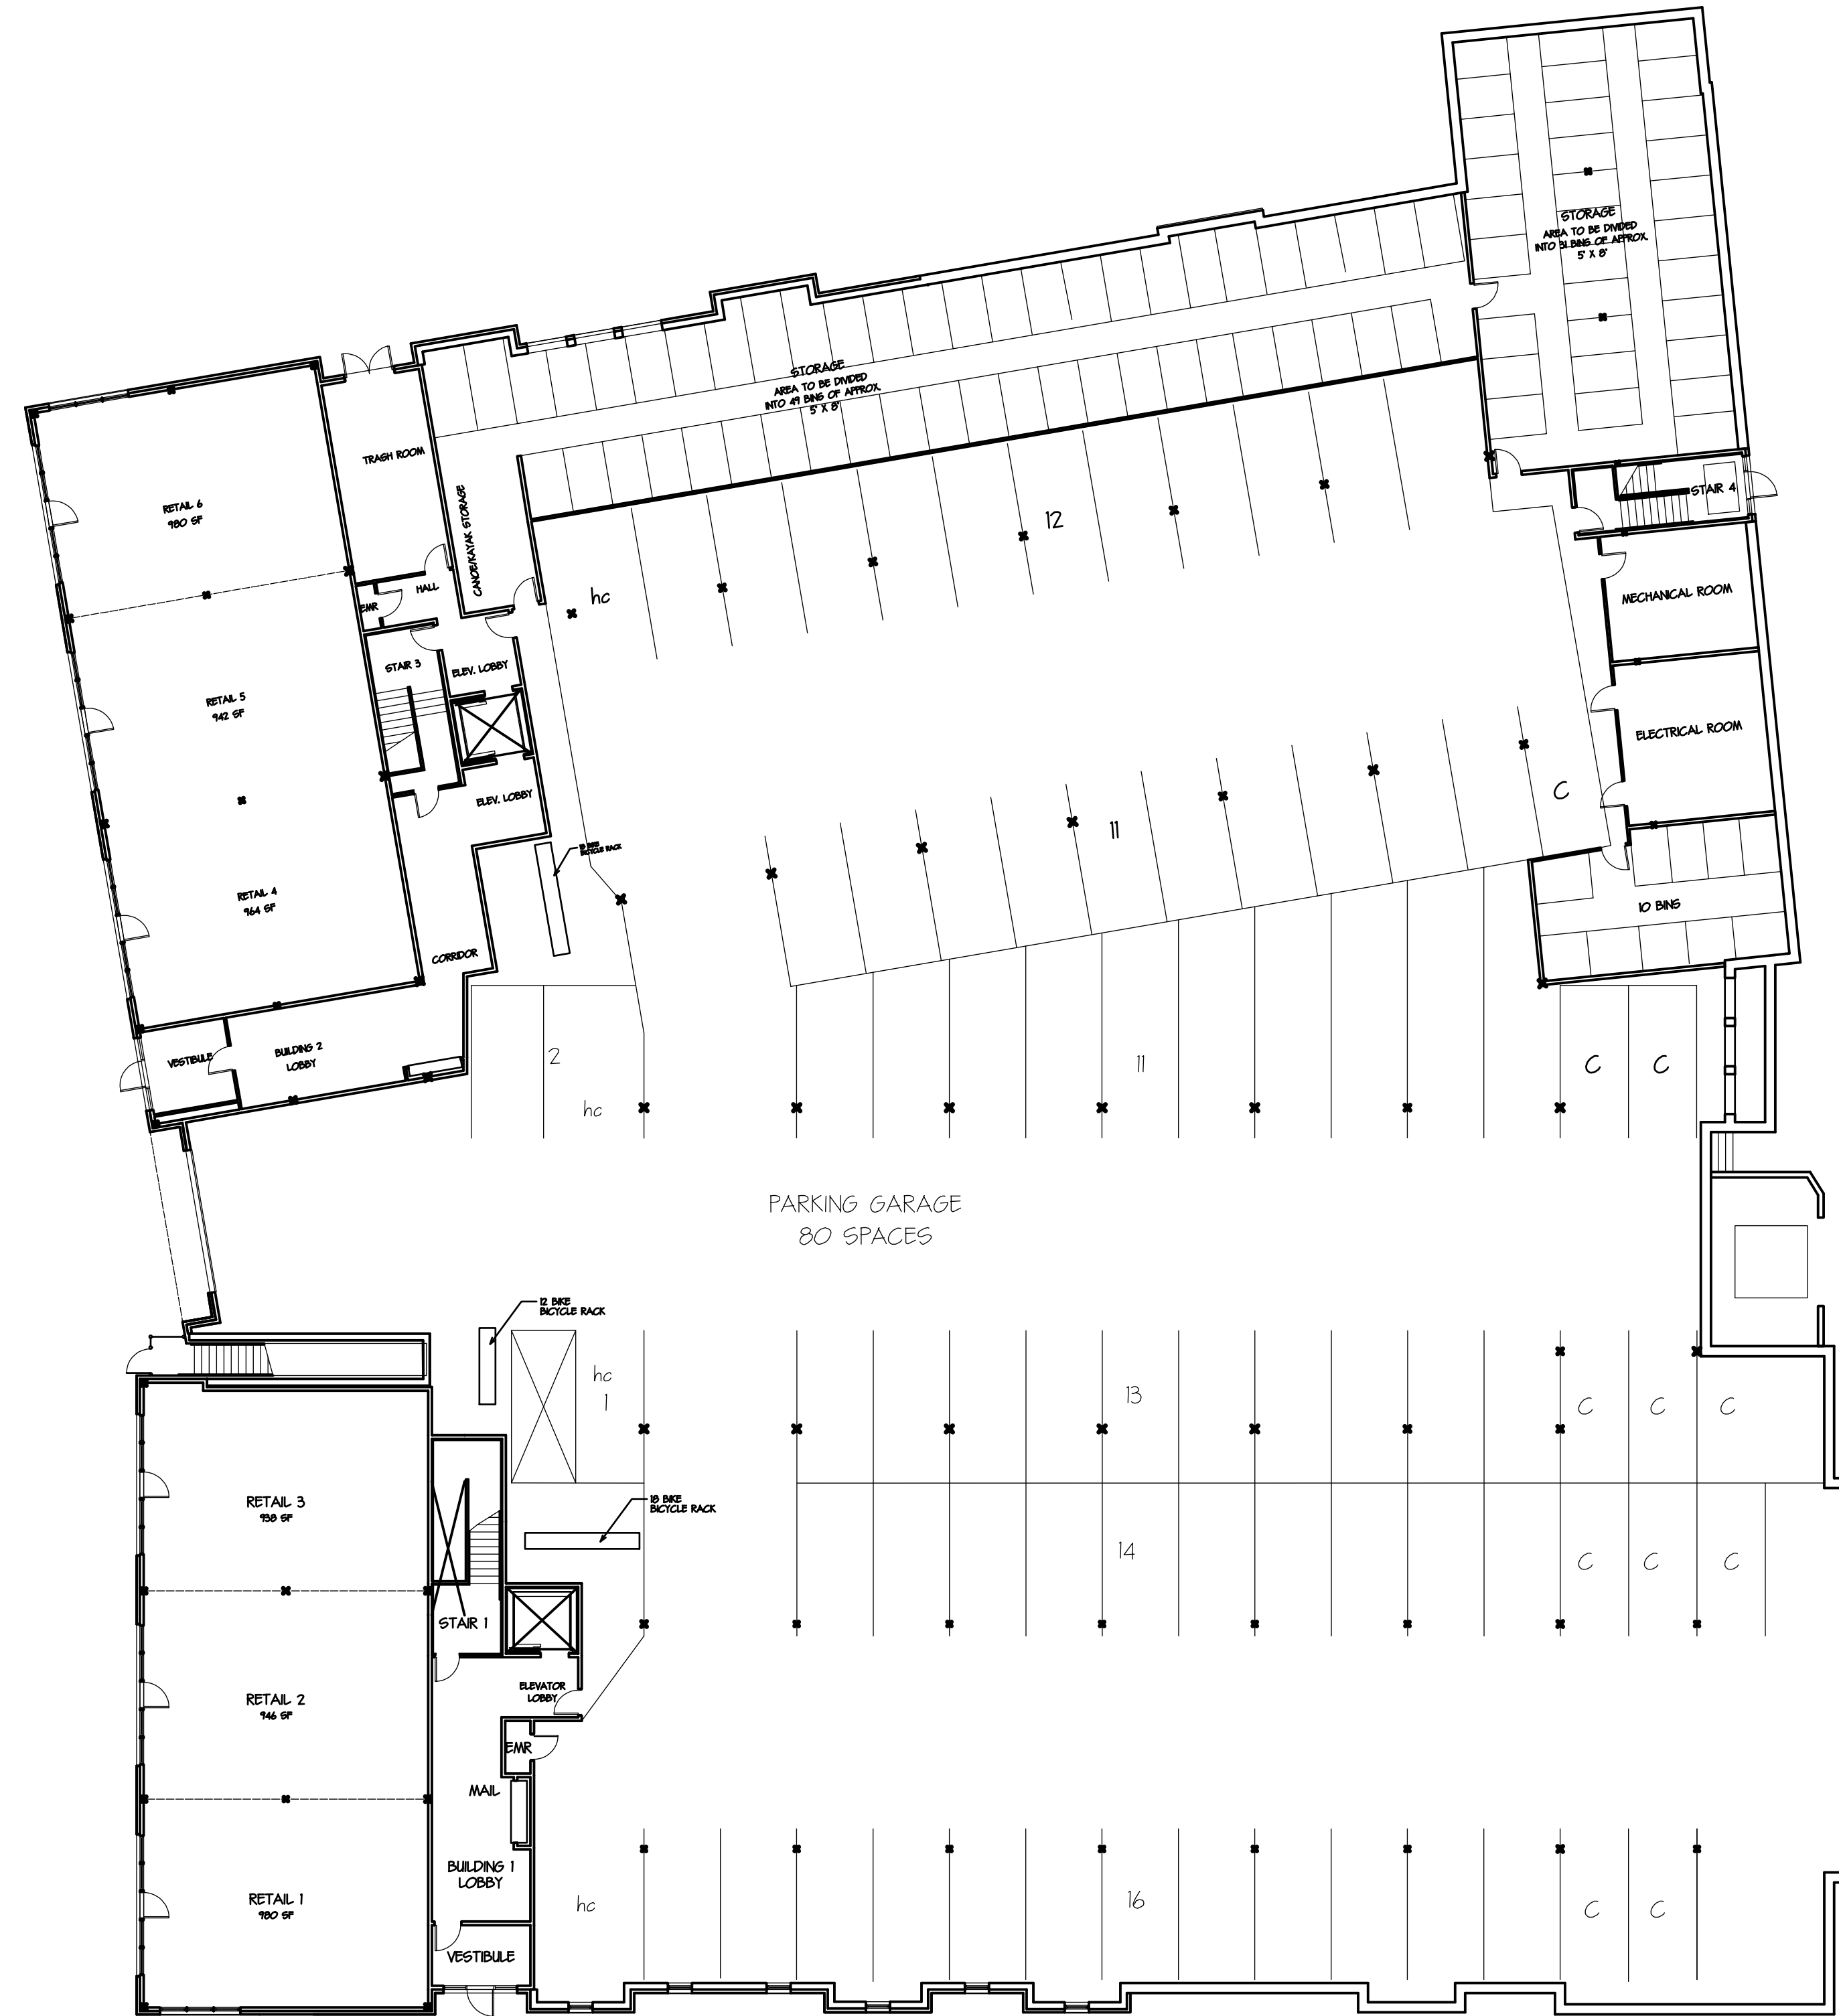 STORAGE
AREA TO BE DIVIDED
INTO 31 BINS OF APPROX.
5' X 8'
STORAGE
AREA TO BE DIVIDED
INTO 49 BINS OF APPROX.
5' X 8'
TRASH ROOM
CANOE/KAYAK STORAGE
RETAIL 6
980 SF
12
STAIR 4
hc
HALL
EMR
MECHANICAL ROOM
STAIR 3
ELEV. LOBBY
RETAIL 5
942 SF
ELECTRICAL ROOM
C
ELEV. LOBBY
11
18 BIKE
BICYCLE RACK
RETAIL 4
964 SF
10 BINS
CORRIDOR
VESTIBULE
BUILDING 2
LOBBY
2
hc
11
C
C
PARKING GARAGE
80 SPACES
12 BIKE
BICYCLE RACK
hc
1
13
C
C
C
RETAIL 3
938 SF
18 BIKE
BICYCLE RACK
14
C
C
C
STAIR 1
ELEVATOR
LOBBY
RETAIL 2
946 SF
EMR
MAIL
BUILDING 1
LOBBY
RETAIL 1
980 SF
hc
16
C
C
VESTIBULE